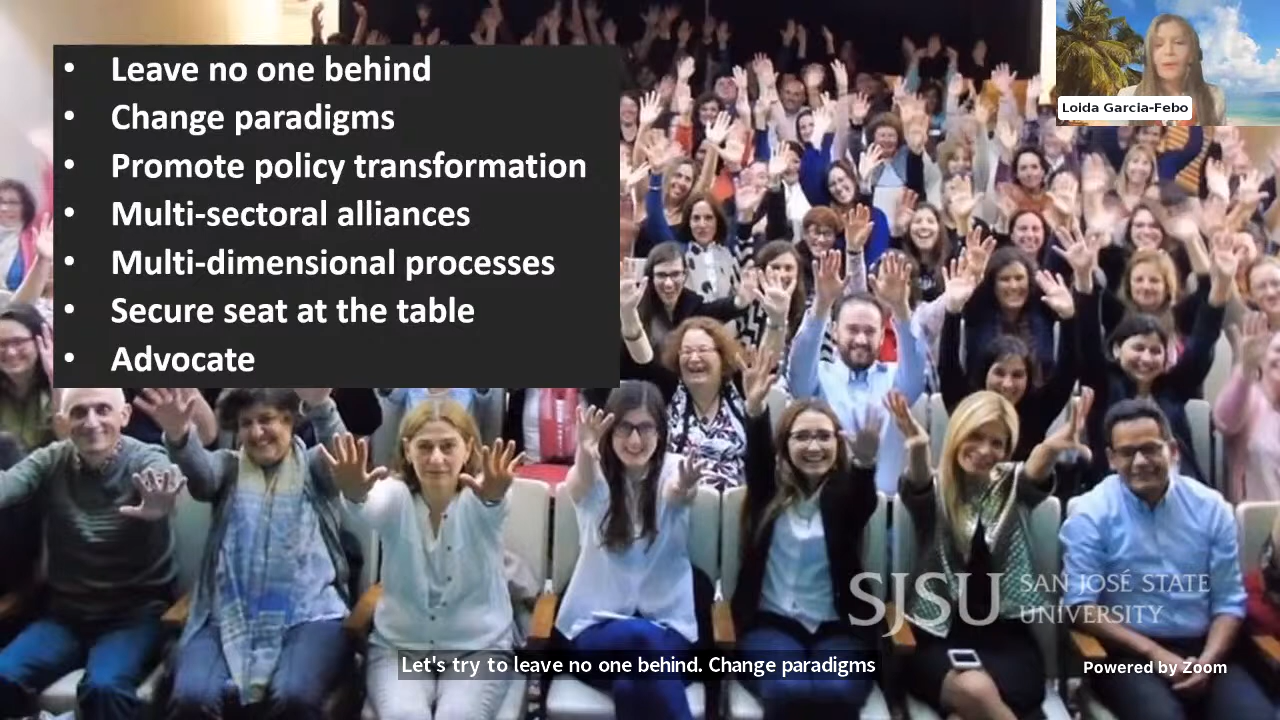 • Leave no one behind
• Change paradigms
• Promote policy transformation
• Multi-sectoral alliances
• Multi-dimensional processes
• Secure seat at the table
• Advocate
Loida Garcia-Febo
SJSU SAN JOSÉ STATE
UNIVERSITY
Let's try to leave no one behind. Change paradigms
Powered by Zoom